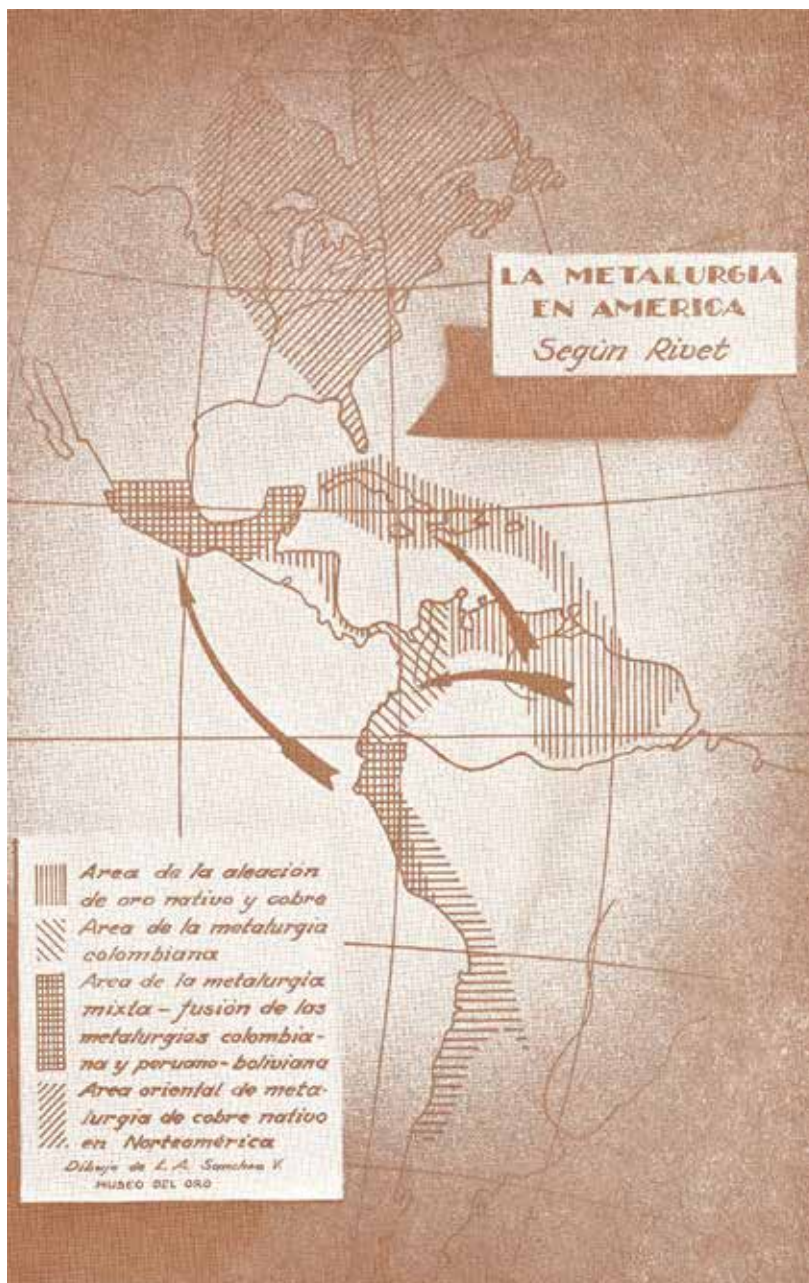 LA METALURGIA
EN AMERICA
Según Rivet
Area de la aleación
de oro nativo y cobre
Area de la metalurgia
colombiana
Area de la metalurgia
mixta - fusión de las
metalurgias colombia-
na y peruano-boliviana
Area oriental de meta-
lurgia de cobre nativo
en Norteamérica
Dibujo de L. A. Sanchez V.
MUSEO DEL ORO